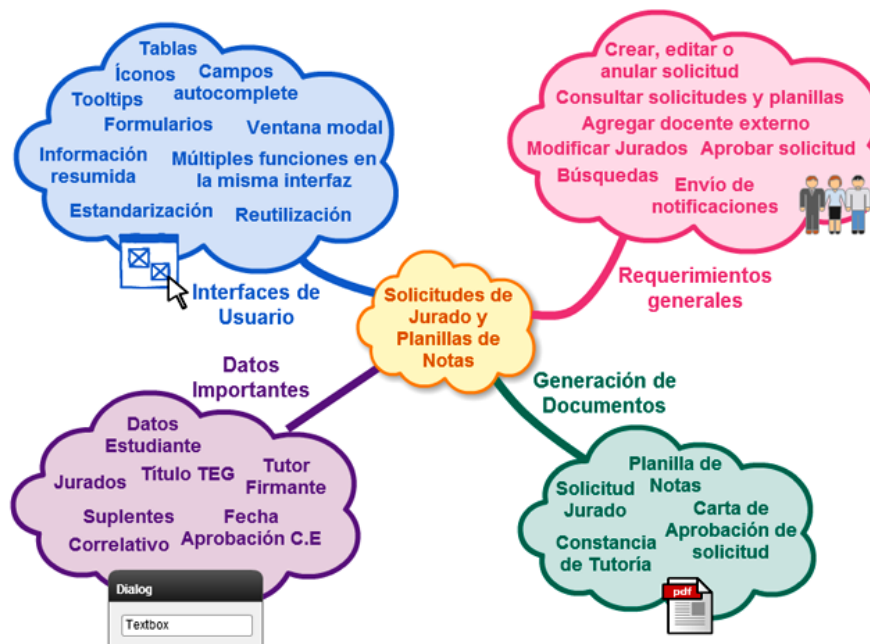 Tablas
Íconos
Campos
autocomplete
Tooltips
Formularios
Ventana modal
Información
resumida
Múltiples funciones en
la misma interfaz
Estandarización
Reutilización
Interfaces de
Usuario
Crear, editar o
anular solicitud
Consultar solicitudes y planillas
Agregar docente externo
Modificar Jurados
Aprobar solicitud
Búsquedas
Envío de
notificaciones
Requerimientos
generales
Solicitudes de
Jurado y
Planillas de
Notas
Datos
Importantes
Datos
Estudiante
Jurados
Titulo TEG
Tutor
Firmante
Suplentes
Fecha
Aprobación C.E
Correlativo
Dialog
Textbox
Generación de
Documentos
Planilla de
Notas
Solicitud
Jurado
Carta de
Aprobación de
solicitud
Constancia
de Tutoría
pdf